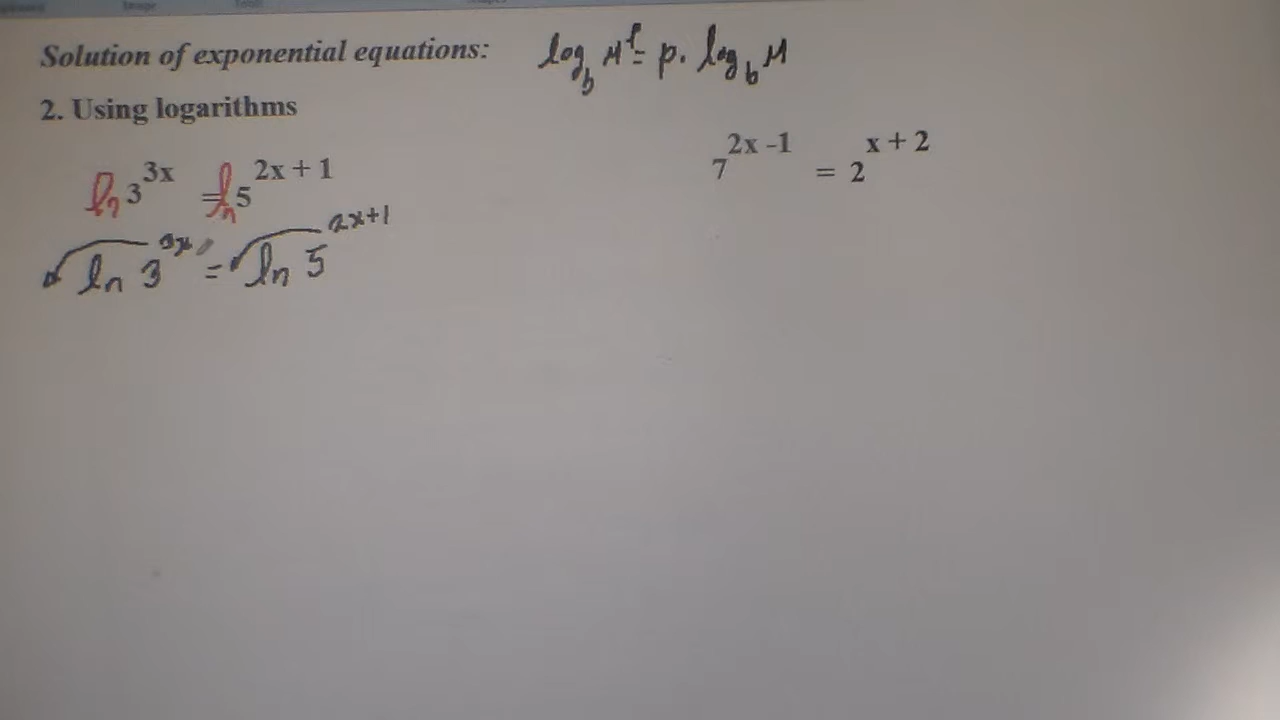 Solution of exponential equations: log_b M^p = p. log_b M
2. Using logarithms
ln 3^3x = ln 5^2x + 1
7^2x -1 = 2^x + 2
ln 3^3x = ln 5^2x+1